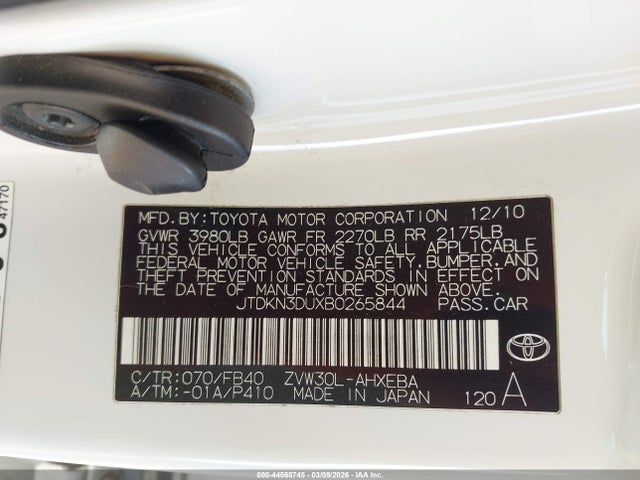 MFD.BY:TOYOTA MOTOR CORPORATION 12/10
GVWR 3980LB GAWR FR 2270LB RR 2175LB
THIS VEHICLE CONFORMS TO ALL APPLICABLE
FEDERAL MOTOR VEHICLE SAFETY,BUMPER,AND
THEFT PREVENTION STANDARDS IN EFFECT ON
THE DATE OF MANUFACTURE SHOWN ABOVE.
JTDKN3DUXB0265844 PASS.CAR
C/TR:070/FB40 ZVW30L-AHXEBA
A/TM:-01A/P410 MADE IN JAPAN 120 A
TOYOTA
47170
000-44568745 - 03/09/2026 - IAAI